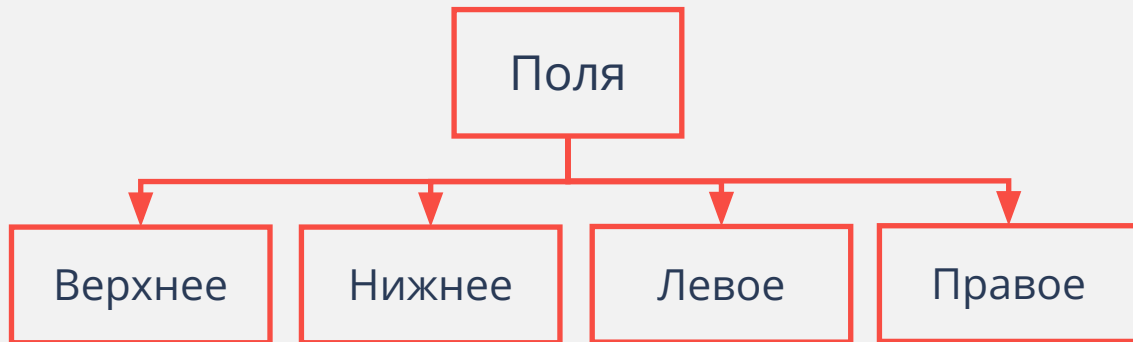 Поля
Верхнее
Нижнее
Левое
Правое